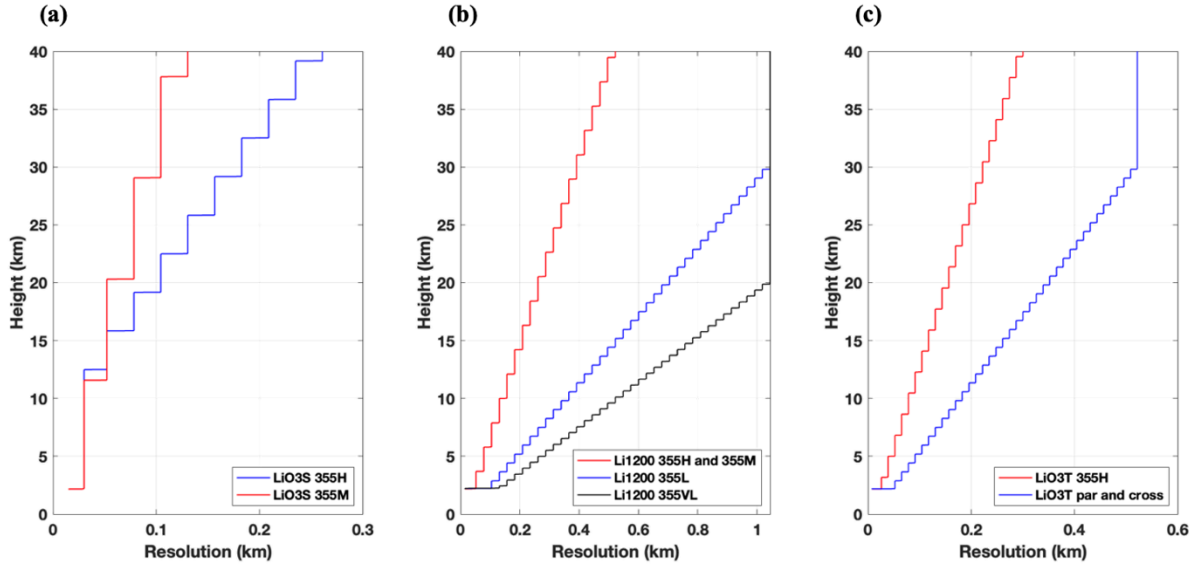 (a)
(b)
(c)
40
35
30
25
20
15
10
5
0
Height (km)
0
0.1
0.2
0.3
Resolution (km)
LiO3S 355H
LiO3S 355M
40
35
30
25
20
15
10
5
0
Height (km)
0
0.2
0.4
0.6
0.8
1
Resolution (km)
Li1200 355H and 355M
Li1200 355L
Li1200 355VL
40
35
30
25
20
15
10
5
0
Height (km)
0
0.2
0.4
0.6
Resolution (km)
LiO3T 355H
LiO3T par and cross